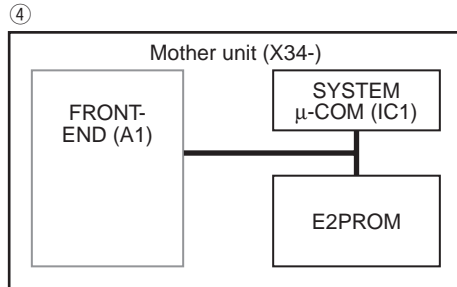 ④
Mother unit (X34-)
FRONT-
END (A1)
SYSTEM
μ-COM (IC1)
E2PROM